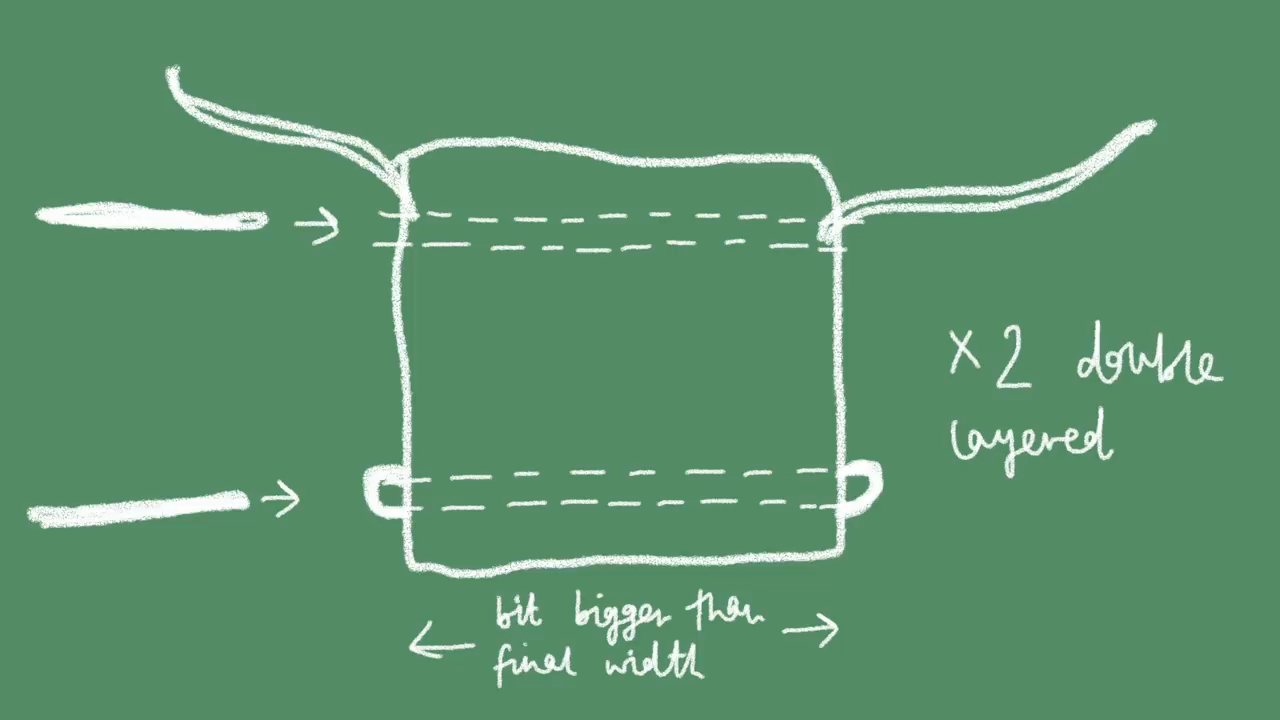 x2 double
layered
bit bigger than
final width